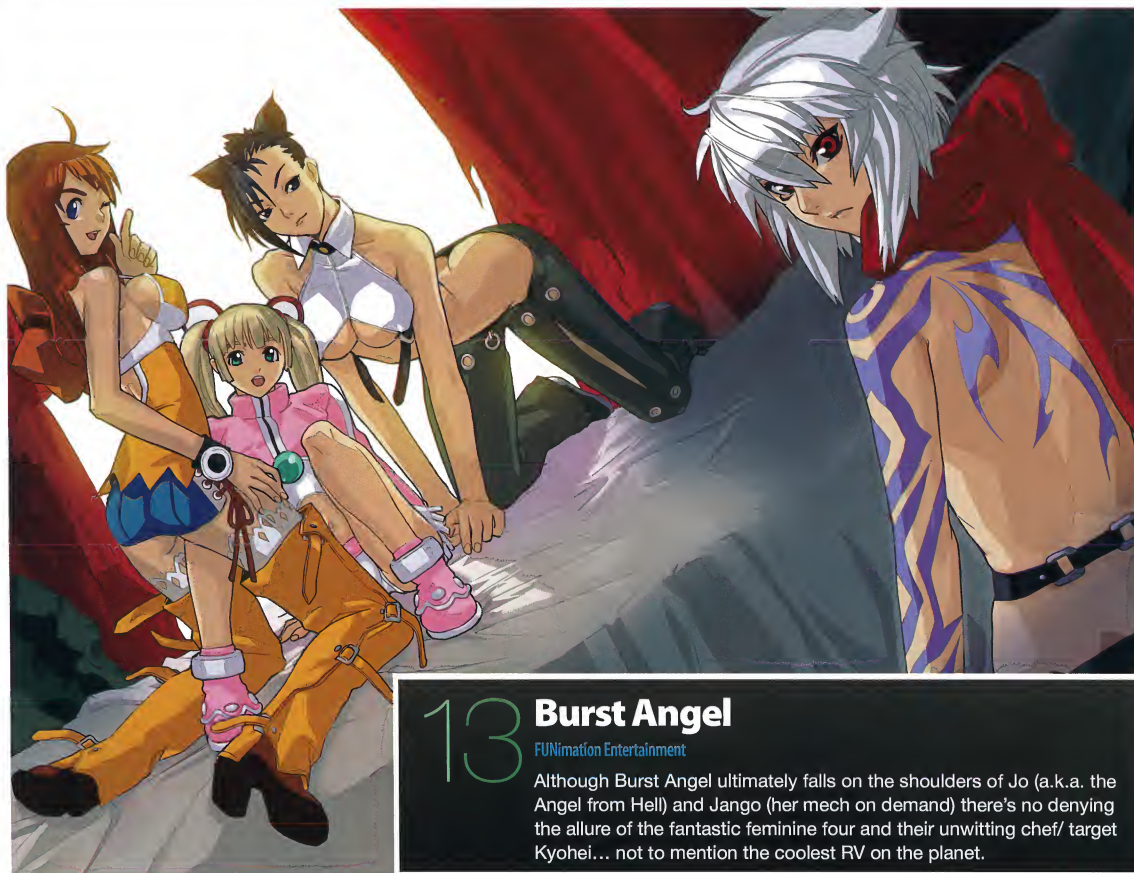 13
Burst Angel
FUNimation Entertainment
Although Burst Angel ultimately falls on the shoulders of Jo (a.k.a. the
Angel from Hell) and Jango (her mech on demand) there's no denying
the allure of the fantastic feminine four and their unwitting chef/ target
Kyohei... not to mention the coolest RV on the planet.